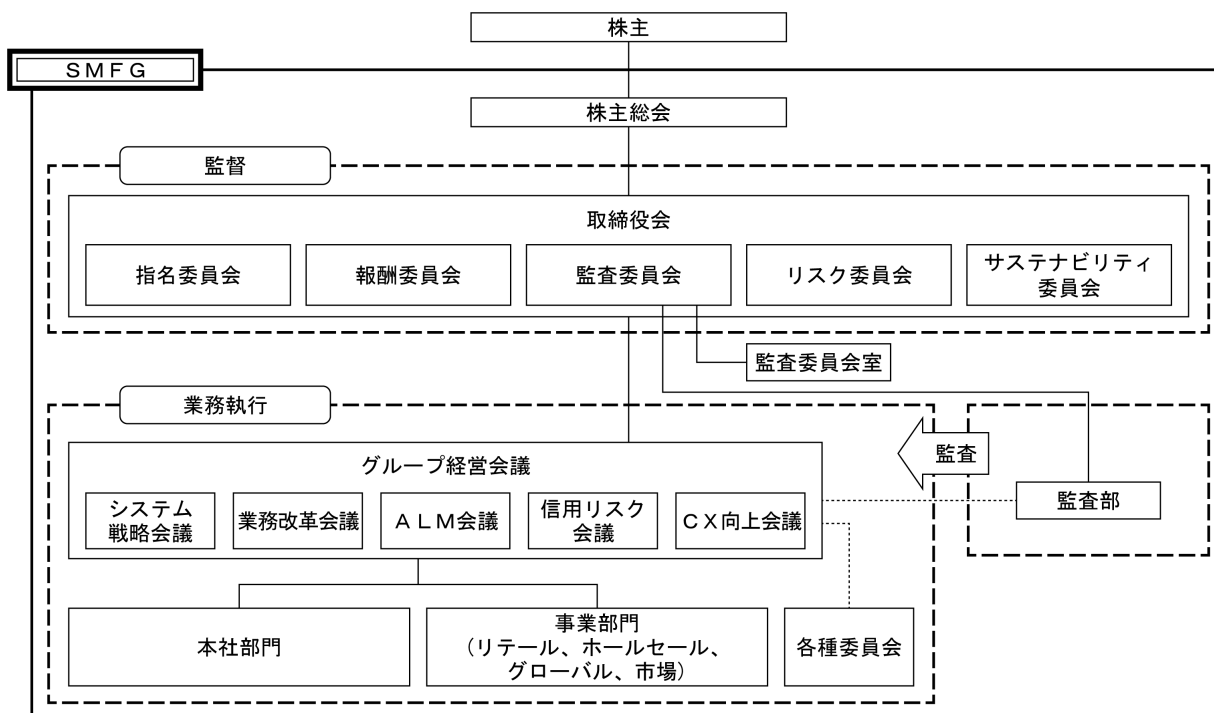 株主
ＳＭＦＧ
株主総会
監督
取締役会
指名委員会
報酬委員会
監査委員会
リスク委員会
サステナビリティ
委員会
監査委員会室
業務執行
グループ経営会議
システム
戦略会議
業務改革会議
ＡＬＭ会議
信用リスク
会議
ＣＸ向上会議
監査
監査部
本社部門
事業部門
（リテール、ホールセール、
グローバル、市場）
各種委員会